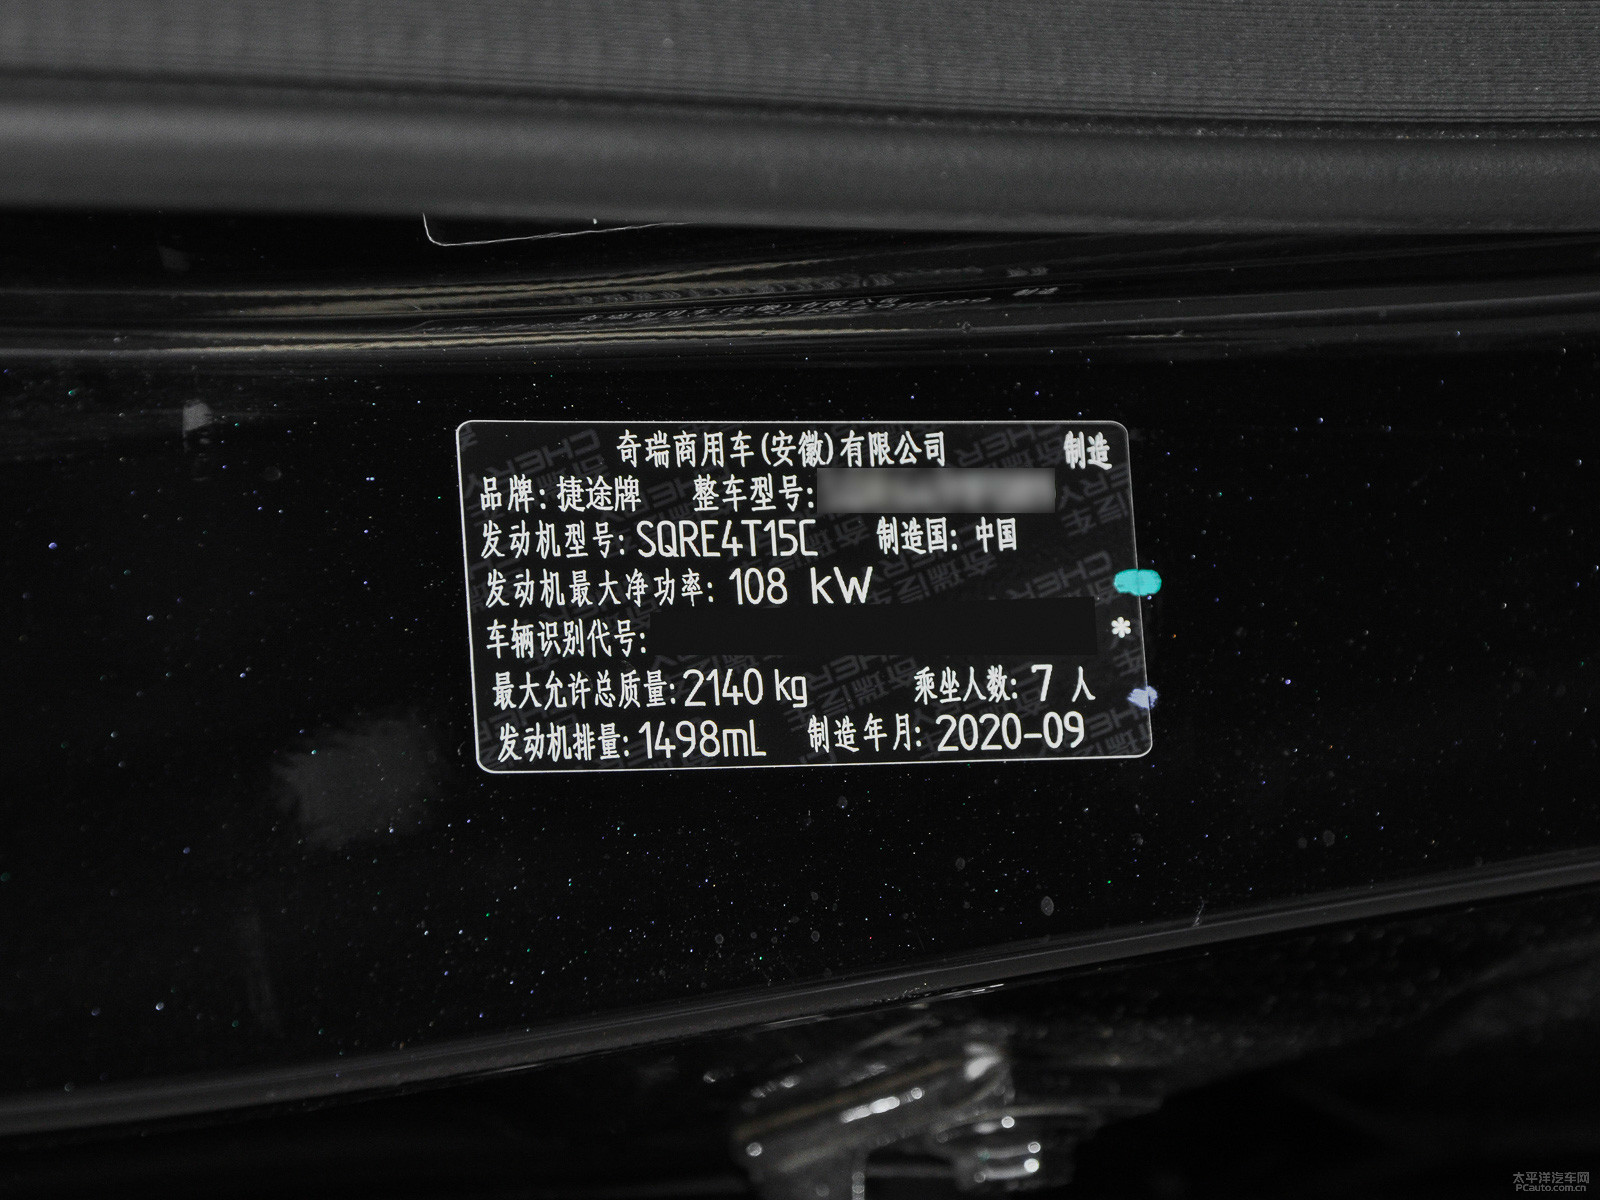 奇瑞商用车(安徽)有限公司 制造
品牌:捷途牌 整车型号:
发动机型号:SQRE4T15C 制造国:中国
发动机最大净功率:108 kW
车辆识别代号: *
最大允许总质量:2140 kg 乘坐人数:7 人
发动机排量:1498mL 制造年月:2020-09
太平洋汽车网
PCauto.com.cn